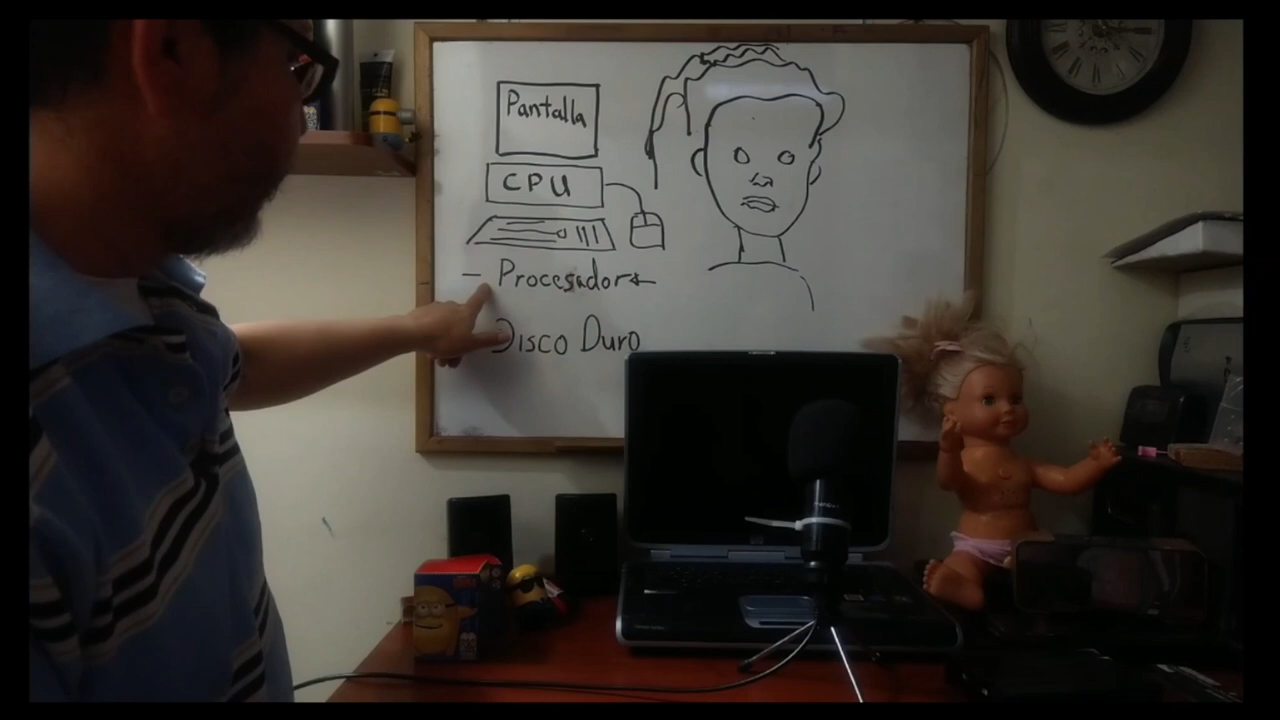 Pantalla
CPU
- Procesador←
Disco Duro